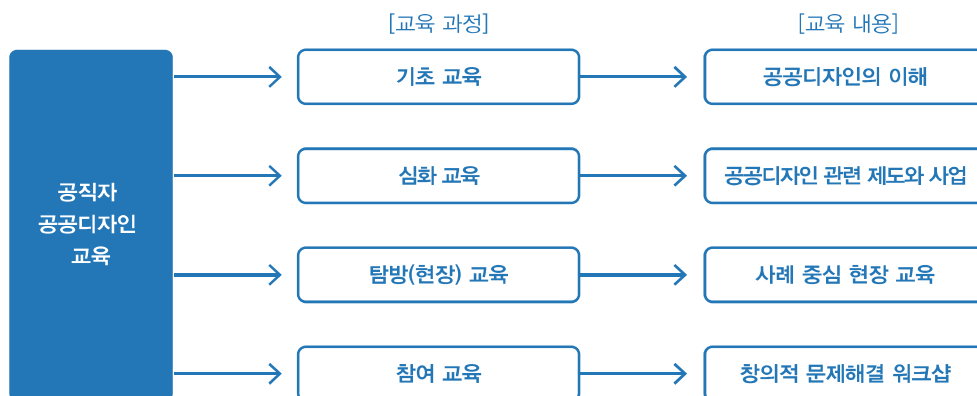 [교육 과정]
[교육 내용]
공직자
공공디자인
교육
기초 교육
공공디자인의 이해
심화 교육
공공디자인 관련 제도와 사업
탐방(현장) 교육
사례 중심 현장 교육
참여 교육
창의적 문제해결 워크샵